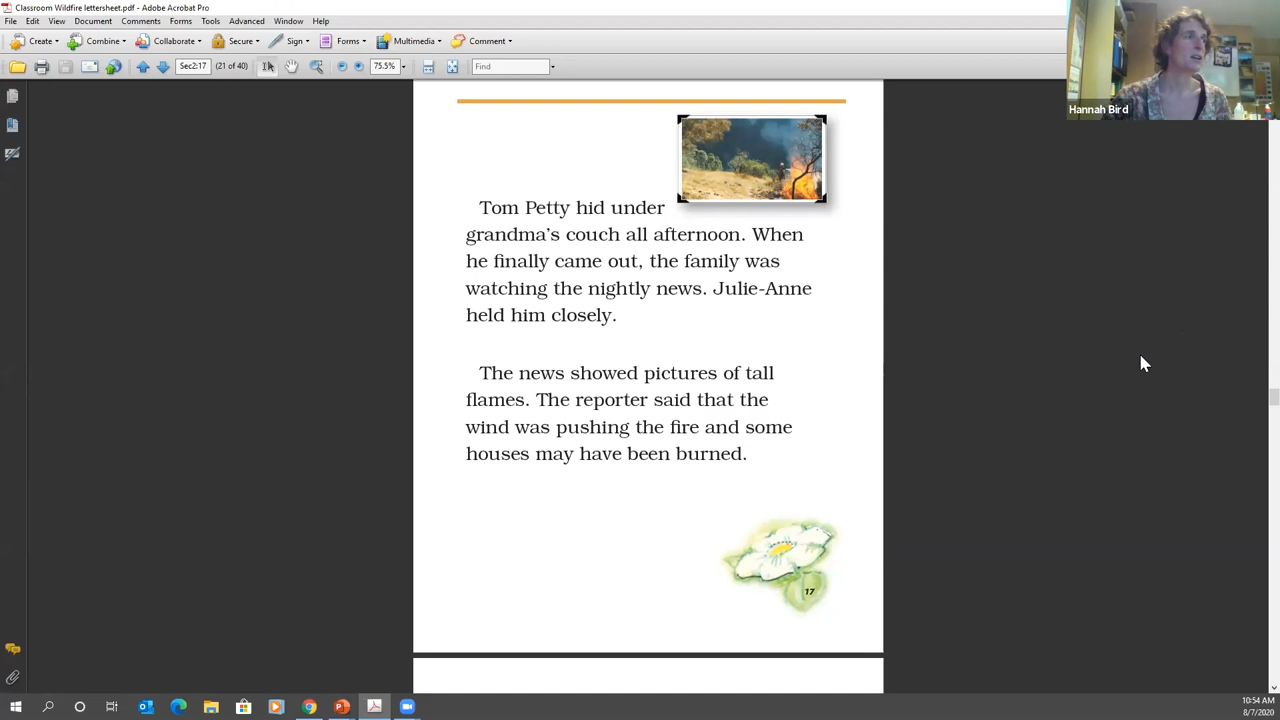 Classroom Wildfire lettersheet.pdf - Adobe Acrobat Pro
File Edit View Document Comments Forms Tools Advanced Window Help
Create Combine Collaborate Secure Sign Forms Multimedia Comment
Sec2:17 (21 of 40) 75.5% Find
Hannah Bird
Tom Petty hid under
grandma's couch all afternoon. When
he finally came out, the family was
watching the nightly news. Julie-Anne
held him closely.
The news showed pictures of tall
flames. The reporter said that the
wind was pushing the fire and some
houses may have been burned.
17
10:54 AM
8/7/2020